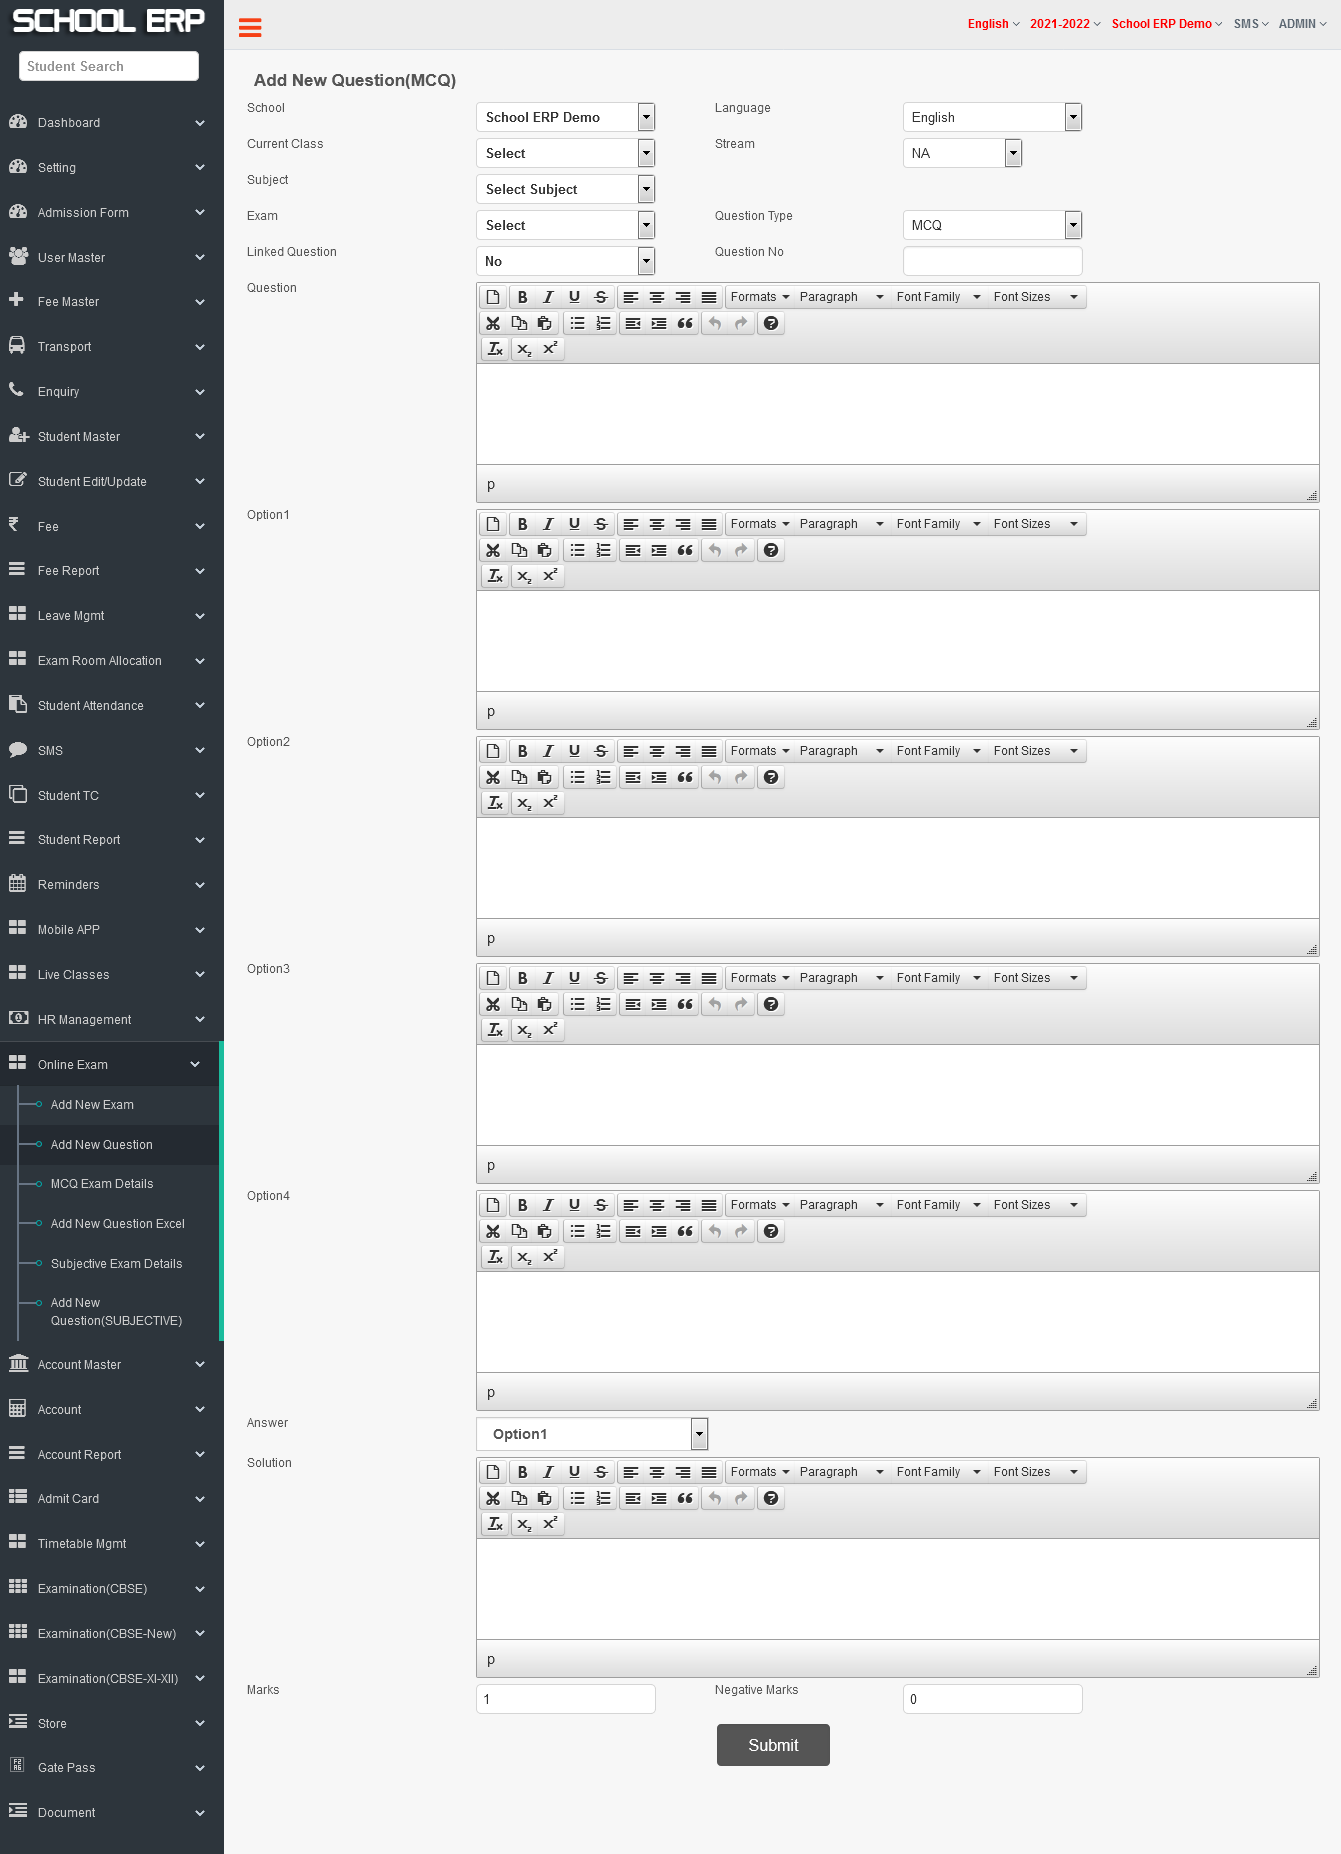 SCHOOL ERP
Student Search
Dashboard
Setting
Admission Form
User Master
Fee Master
Transport
Enquiry
Student Master
Student Edit/Update
Fee
Fee Report
Leave Mgmt
Exam Room Allocation
Student Attendance
SMS
Student TC
Student Report
Reminders
Mobile APP
Live Classes
HR Management
Online Exam
Add New Exam
Add New Question
MCQ Exam Details
Add New Question Excel
Subjective Exam Details
Add New
Question(SUBJECTIVE)
Account Master
Account
Account Report
Admit Card
Timetable Mgmt
Examination(CBSE)
Examination(CBSE-New)
Examination(CBSE-XI-XII)
Store
Gate Pass
Document
English 2021-2022 School ERP Demo SMS ADMIN
Add New Question(MCQ)
School School ERP Demo Language English
Current Class Select Stream NA
Subject Select Subject
Exam Select Question Type MCQ
Linked Question No Question No
Question Formats Paragraph Font Family Font Sizes
p
Option1 Formats Paragraph Font Family Font Sizes
p
Option2 Formats Paragraph Font Family Font Sizes
p
Option3 Formats Paragraph Font Family Font Sizes
p
Option4 Formats Paragraph Font Family Font Sizes
p
Answer Option1
Solution Formats Paragraph Font Family Font Sizes
p
Marks 1 Negative Marks 0
Submit